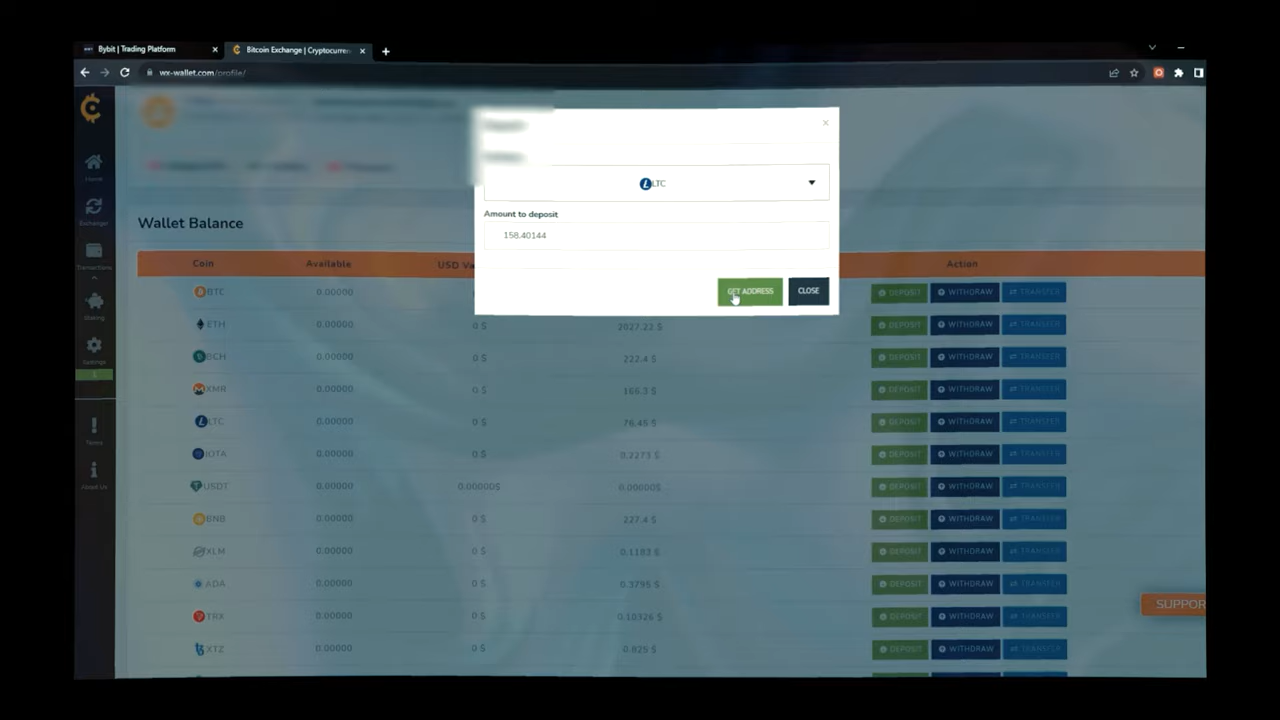 Bybit | Trading Platform
Bitcoin Exchange | Cryptocurren
wx-wallet.com/profile/
Home
Exchanger
Transactions
Staking
Settings
Terms
About Us
LTC
Amount to deposit
158.40144
GET ADDRESS CLOSE
Wallet Balance
Coin Available USD Va Action
BTC 0.00000 DEPOSIT WITHDRAW TRANSFER
ETH 0.00000 0 $ 2027.22 $ DEPOSIT WITHDRAW TRANSFER
BCH 0.00000 0 $ 222.4 $ DEPOSIT WITHDRAW TRANSFER
XMR 0.00000 0 $ 166.3 $ DEPOSIT WITHDRAW TRANSFER
LTC 0.00000 0 $ 76.45 $ DEPOSIT WITHDRAW TRANSFER
IOTA 0.00000 0 $ 0.2273 $ DEPOSIT WITHDRAW TRANSFER
USDT 0.00000 0.00000$ 0.00000$ DEPOSIT WITHDRAW TRANSFER
BNB 0.00000 0 $ 227.4 $ DEPOSIT WITHDRAW TRANSFER
XLM 0.00000 0 $ 0.1183 $ DEPOSIT WITHDRAW TRANSFER
ADA 0.00000 0 $ 0.3795 $ DEPOSIT WITHDRAW TRANSFER
TRX 0.00000 0 $ 0.10326 $ DEPOSIT WITHDRAW TRANSFER
XTZ 0.00000 0 $ 0.825 $ DEPOSIT WITHDRAW TRANSFER
SUPPOR